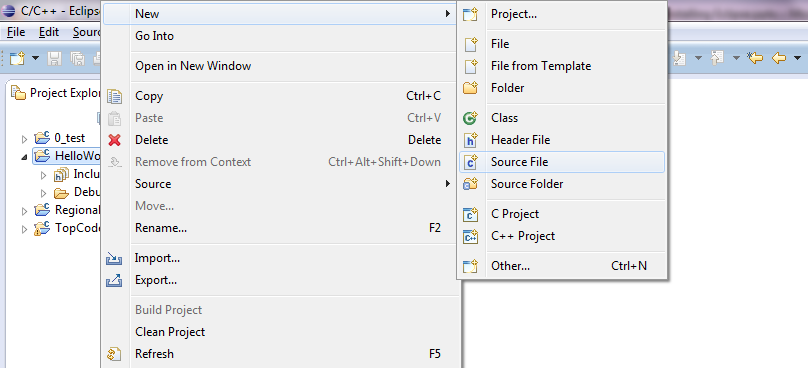 C/C++ - Eclips
File Edit Sourc
Project Explor
0_test
HelloWo
Inclu
Debu
Regional
TopCode
New
Go Into
Open in New Window
Copy Ctrl+C
Paste Ctrl+V
Delete Delete
Remove from Context Ctrl+Alt+Shift+Down
Source
Move...
Rename... F2
Import...
Export...
Build Project
Clean Project
Refresh F5
Project...
File
File from Template
Folder
Class
Header File
Source File
Source Folder
C Project
C++ Project
Other... Ctrl+N